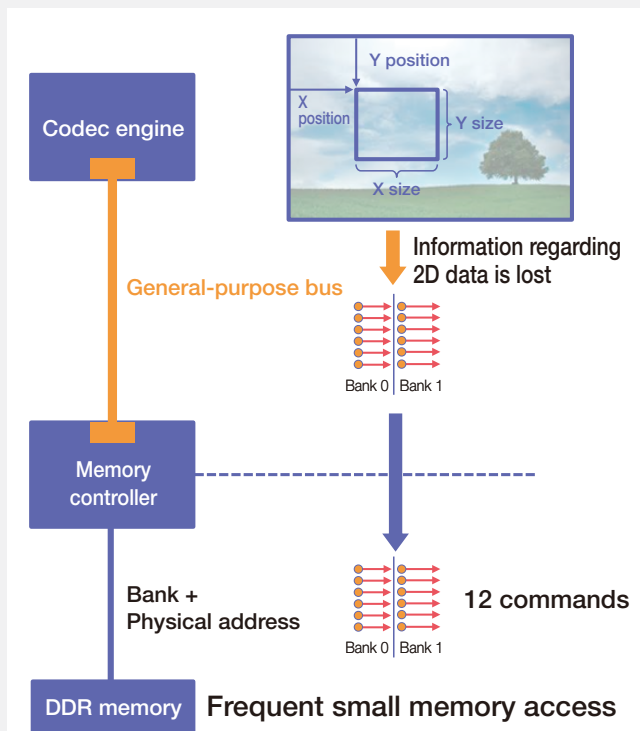 Y position
X
position
Y size
X size
Codec engine
Information regarding
2D data is lost
General-purpose bus
Bank 0 Bank 1
Memory
controller
Bank +
Physical address
12 commands
Bank 0 Bank 1
DDR memory
Frequent small memory access